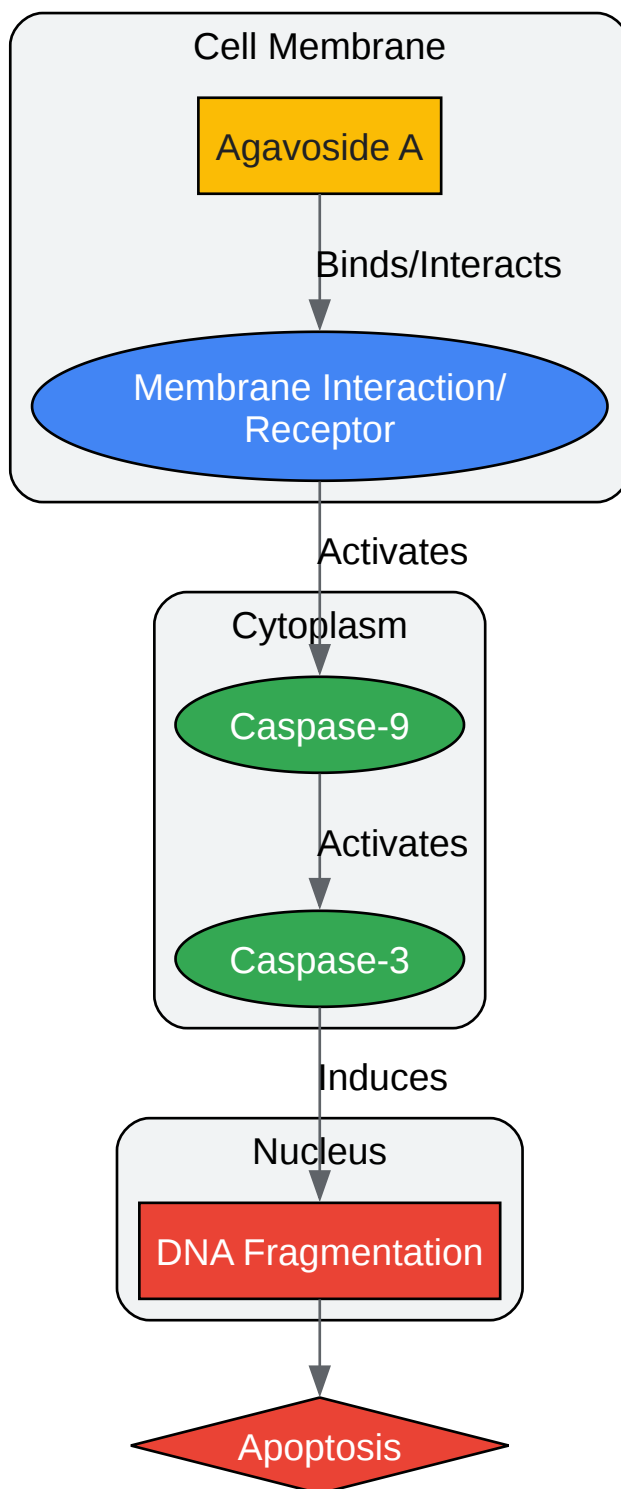 Cell Membrane
Agavoside A
Binds/Interacts
Membrane Interaction/
Receptor
Activates
Cytoplasm
Caspase-9
Activates
Caspase-3
Induces
Nucleus
DNA Fragmentation
Apoptosis